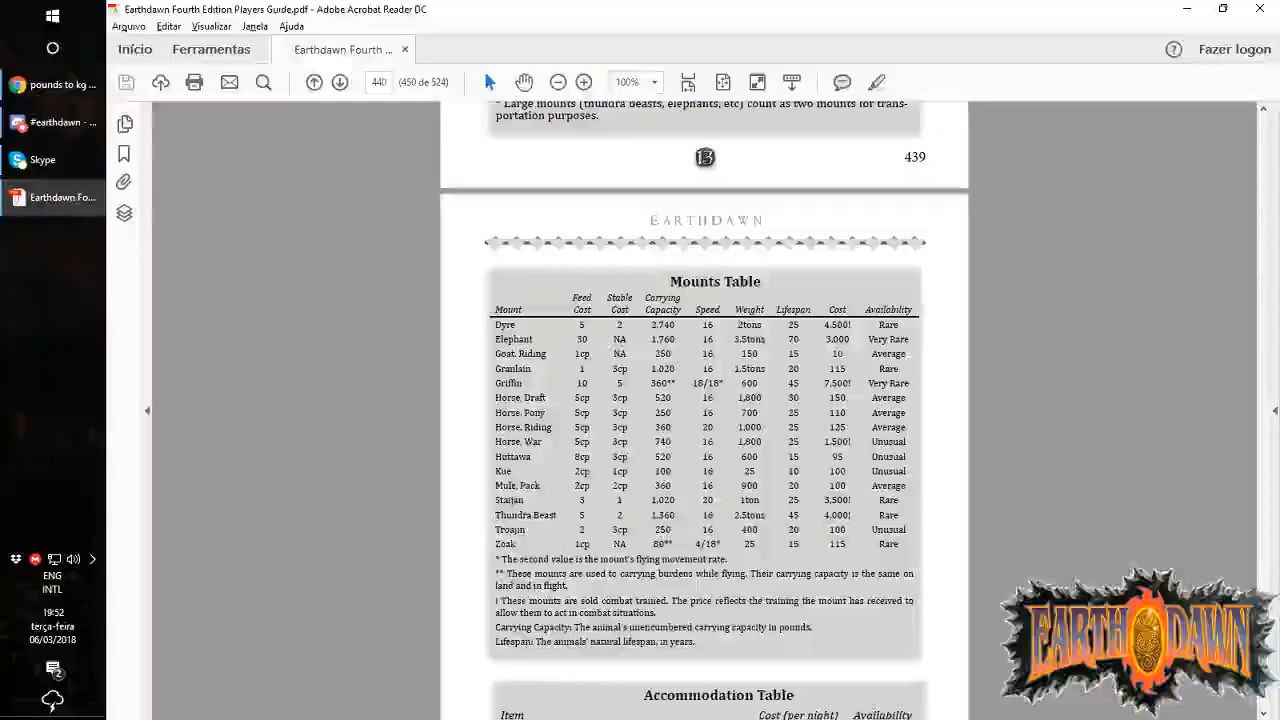 Earthdawn Fourth Edition Players Guide.pdf - Adobe Acrobat Reader DC
Arquivo Editar Visualizar Janela Ajuda
Início Ferramentas Earthdawn Fourth ... × Fazer logon
440 (450 de 524) 100%
pounds to kg ...
#earthdawn - ...
Skype
Earthdawn Fo...
* Large mounts (thundra beasts, elephants, etc) count as two mounts for trans-
portation purposes.
13 439
EARTHDAWN
Mounts Table
Feed Stable Carrying
Mount Cost Cost Capacity Speed Weight Lifespan Cost Availability
Dyre 5 2 2,740 16 2tons 25 4,500! Rare
Elephant 30 NA 1,760 16 3.5tons 70 3,000 Very Rare
Goat, Riding 1cp NA 250 16 150 15 10 Average
Granlain 1 3cp 1,020 16 1.5tons 20 115 Rare
Griffin 10 5 360** 18/18* 600 45 7,500! Very Rare
Horse, Draft 5cp 3cp 520 16 1,800 30 150 Average
Horse, Pony 5cp 3cp 250 16 700 25 110 Average
Horse, Riding 5cp 3cp 360 20 1,000 25 125 Average
Horse, War 5cp 3cp 740 16 1,800 25 1,500! Unusual
Huttawa 8cp 3cp 520 16 600 15 95 Unusual
Kue 2cp 1cp 100 16 25 10 100 Unusual
Mule, Pack 2cp 2cp 360 16 900 20 100 Average
Stajian 3 1 1,020 20 1ton 25 3,500! Rare
Thundra Beast 5 2 1,360 16 2.5tons 45 4,000! Rare
Troajin 2 3cp 250 16 400 20 100 Unusual
Zoak 1cp NA 80** 4/18* 25 15 115 Rare
* The second value is the mount's flying movement rate.
** These mounts are used to carrying burdens while flying. Their carrying capacity is the same on
land and in flight.
! These mounts are sold combat trained. The price reflects the training the mount has received to
allow them to act in combat situations.
Carrying Capacity: The animal's unencumbered carrying capacity in pounds.
Lifespan: The animals' natural lifespan, in years.
Accommodation Table
Item Cost (per night) Availability
ENG
INTL
19:52
terça-feira
06/03/2018
2
EARTHDAWN